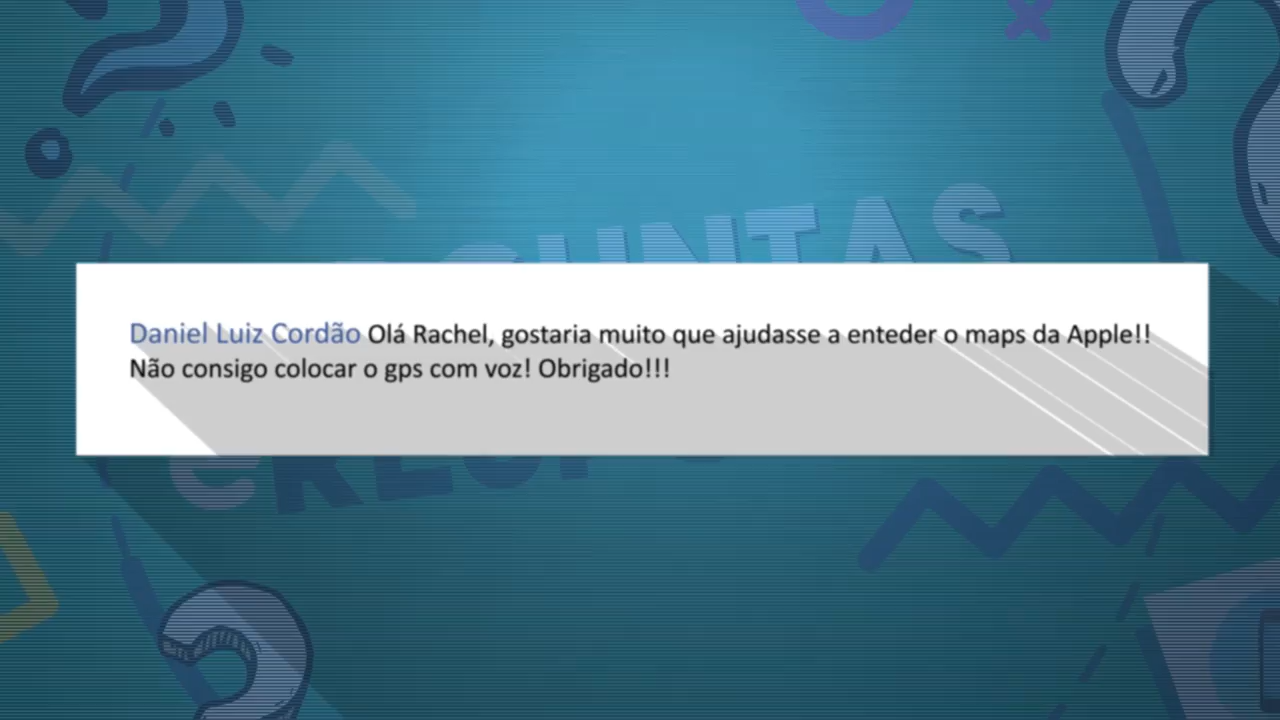 PERGUNTAS
Daniel Luiz Cordão Olá Rachel, gostaria muito que ajudasse a enteder o maps da Apple!!
Não consigo colocar o gps com voz! Obrigado!!!
e